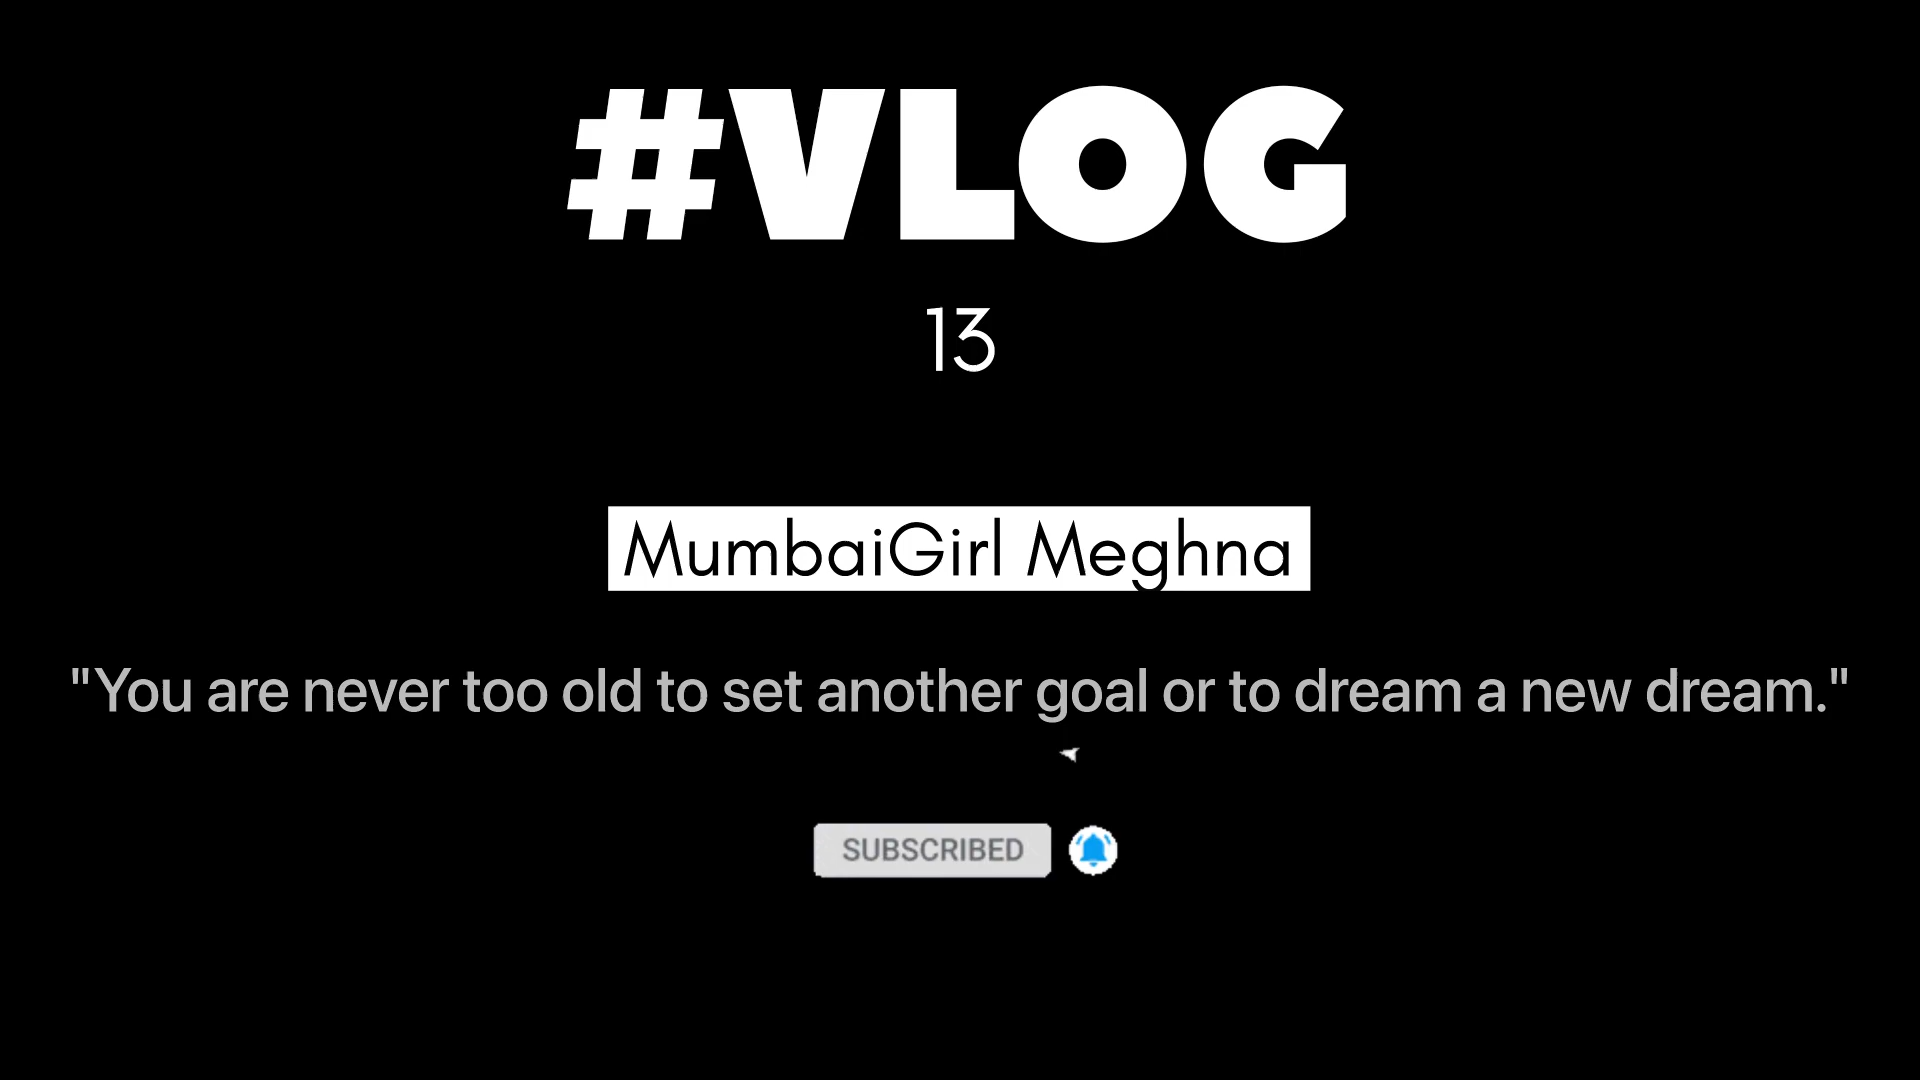 #VLOG
13
MumbaiGirl Meghna
"You are never too old to set another goal or to dream a new dream."
SUBSCRIBED